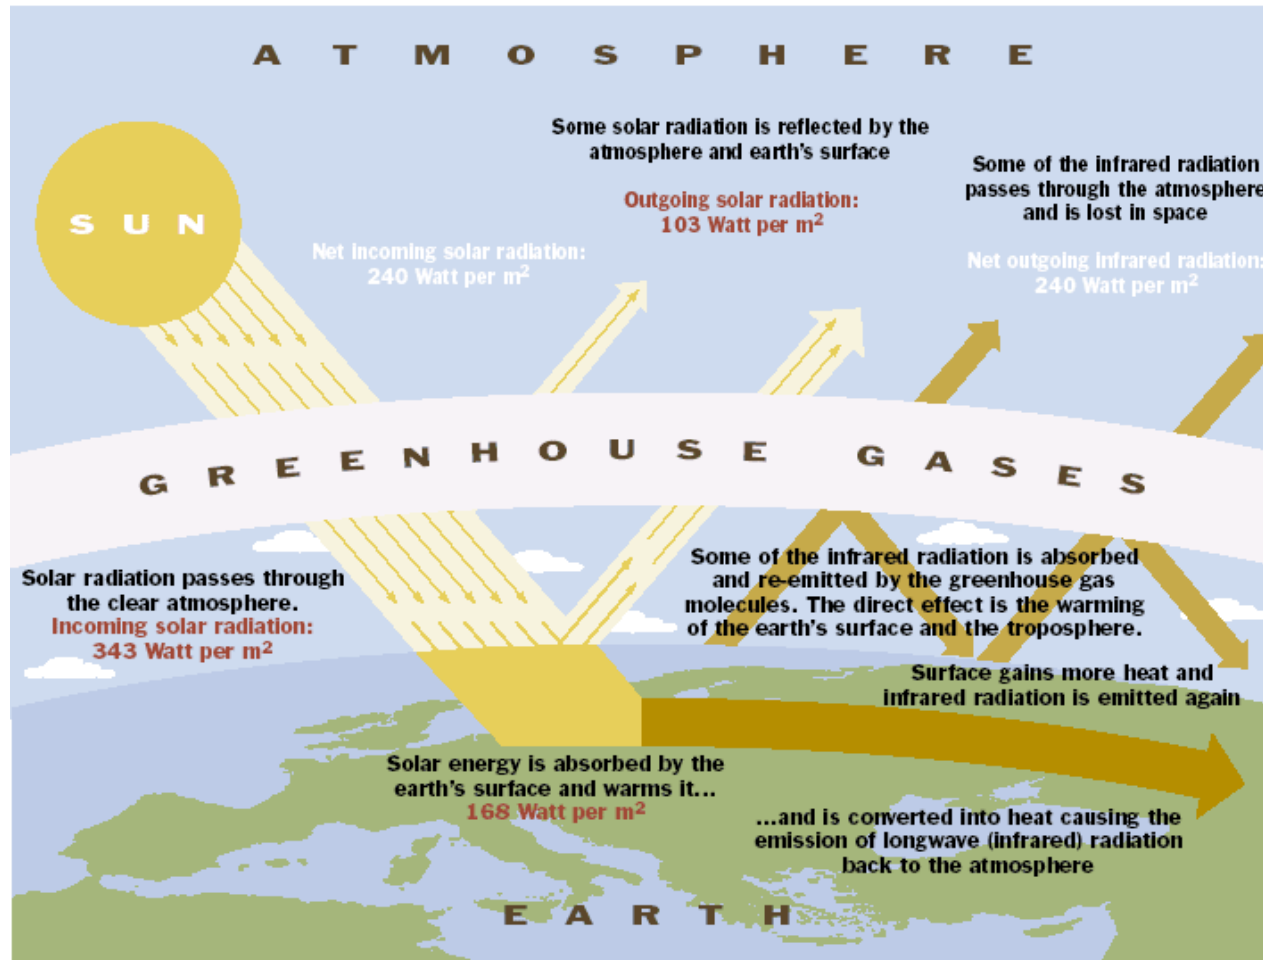 ATMOSPHERE
Some solar radiation is reflected by the
atmosphere and earth's surface
Outgoing solar radiation:
103 Watt per m²
Some of the infrared radiation
passes through the atmosphere
and is lost in space
Net outgoing infrared radiation:
240 Watt per m²
SUN
Net incoming solar radiation:
240 Watt per m²
GREENHOUSE GASES
Solar radiation passes through
the clear atmosphere.
Incoming solar radiation:
343 Watt per m²
Some of the infrared radiation is absorbed
and re-emitted by the greenhouse gas
molecules. The direct effect is the warming
of the earth's surface and the troposphere.
Surface gains more heat and
infrared radiation is emitted again
Solar energy is absorbed by the
earth's surface and warms it...
168 Watt per m²
...and is converted into heat causing the
emission of longwave (infrared) radiation
back to the atmosphere
EARTH